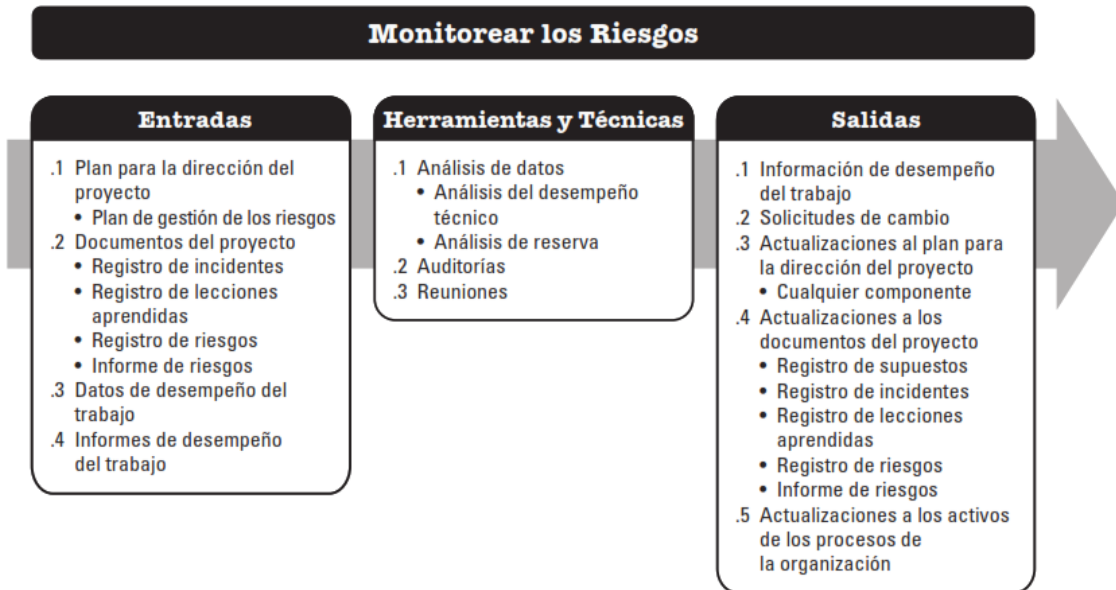 Monitorear los Riesgos
Entradas
.1 Plan para la dirección del
proyecto
• Plan de gestión de los riesgos
.2 Documentos del proyecto
• Registro de incidentes
• Registro de lecciones
aprendidas
• Registro de riesgos
• Informe de riesgos
.3 Datos de desempeño del
trabajo
.4 Informes de desempeño
del trabajo
Herramientas y Técnicas
.1 Análisis de datos
• Análisis del desempeño
técnico
• Análisis de reserva
.2 Auditorías
.3 Reuniones
Salidas
.1 Información de desempeño
del trabajo
.2 Solicitudes de cambio
.3 Actualizaciones al plan para
la dirección del proyecto
• Cualquier componente
.4 Actualizaciones a los
documentos del proyecto
• Registro de supuestos
• Registro de incidentes
• Registro de lecciones
aprendidas
• Registro de riesgos
• Informe de riesgos
.5 Actualizaciones a los activos
de los procesos de
la organización